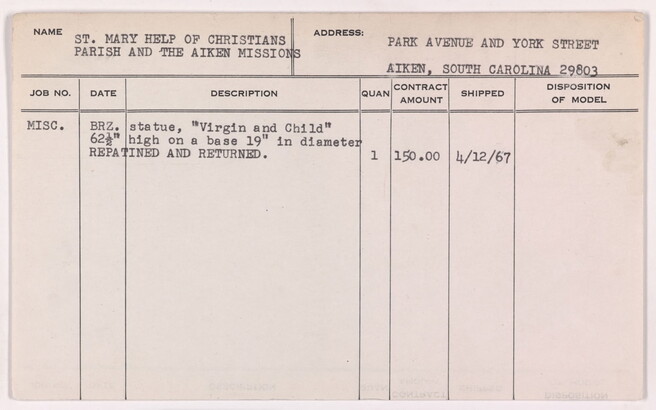 NAME ST. MARY HELP OF CHRISTIANS ADDRESS: PARK AVENUE AND YORK STREET
PARISH AND THE AIKEN MISSIONS
AIKEN, SOUTH CAROLINA 29803
JOB NO. DATE DESCRIPTION QUAN CONTRACT AMOUNT SHIPPED DISPOSITION OF MODEL
MISC. BRZ. statue, "Virgin and Child"
62½" high on a base 19" in diameter
REPATINED AND RETURNED. 1 150.00 4/12/67